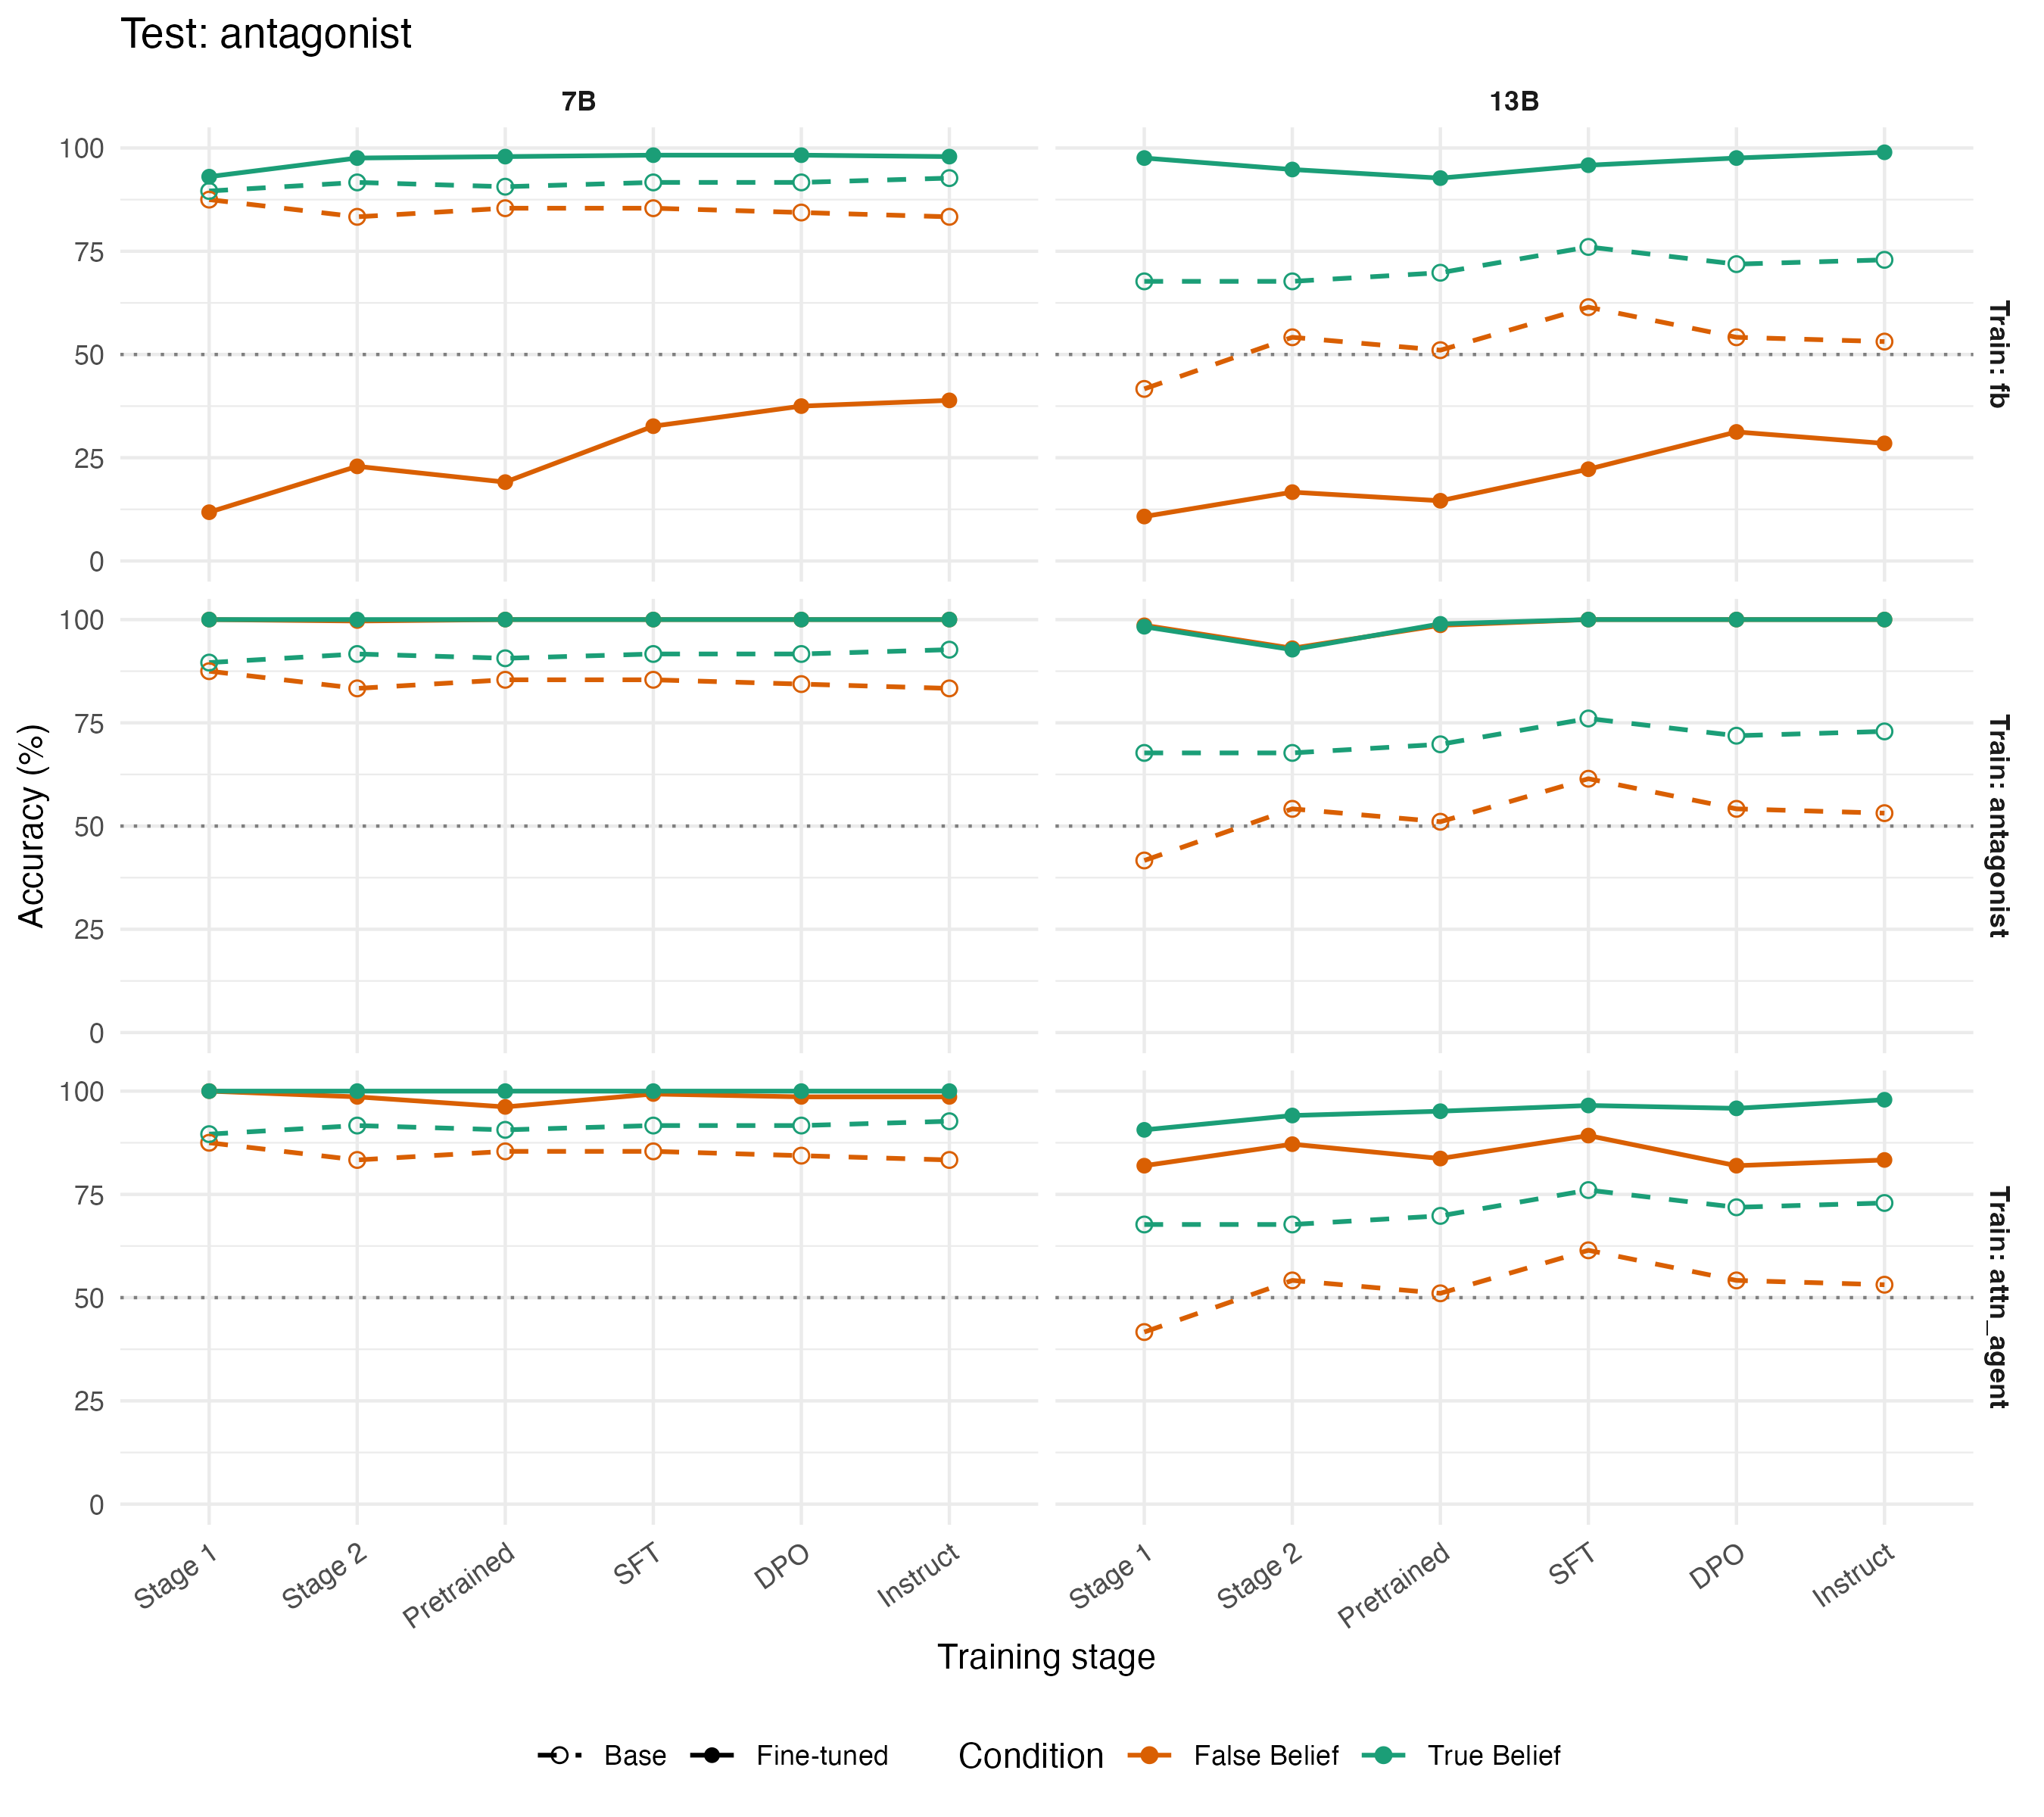 Test: antagonist
7B
13B
100
75
50
25
0
Train: fb
100
75
50
25
0
Train: antagonist
100
75
50
25
0
Train: attn_agent
Accuracy (%)
Stage 1
Stage 2
Pretrained
SFT
DPO
Instruct
Stage 1
Stage 2
Pretrained
SFT
DPO
Instruct
Training stage
Base
Fine-tuned
Condition
False Belief
True Belief